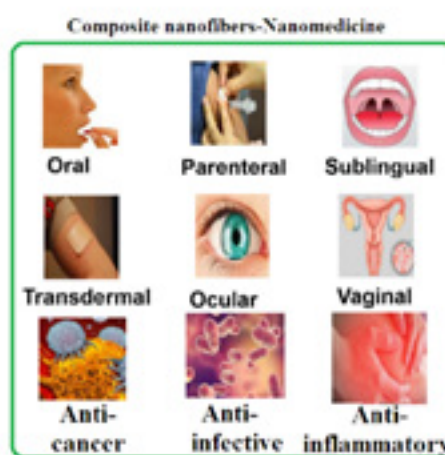 Composite nanofibers-Nanomedicine
Oral Parenteral Sublingual
Transdermal Ocular Vaginal
Anti- Anti- Anti-
cancer infective inflammatory